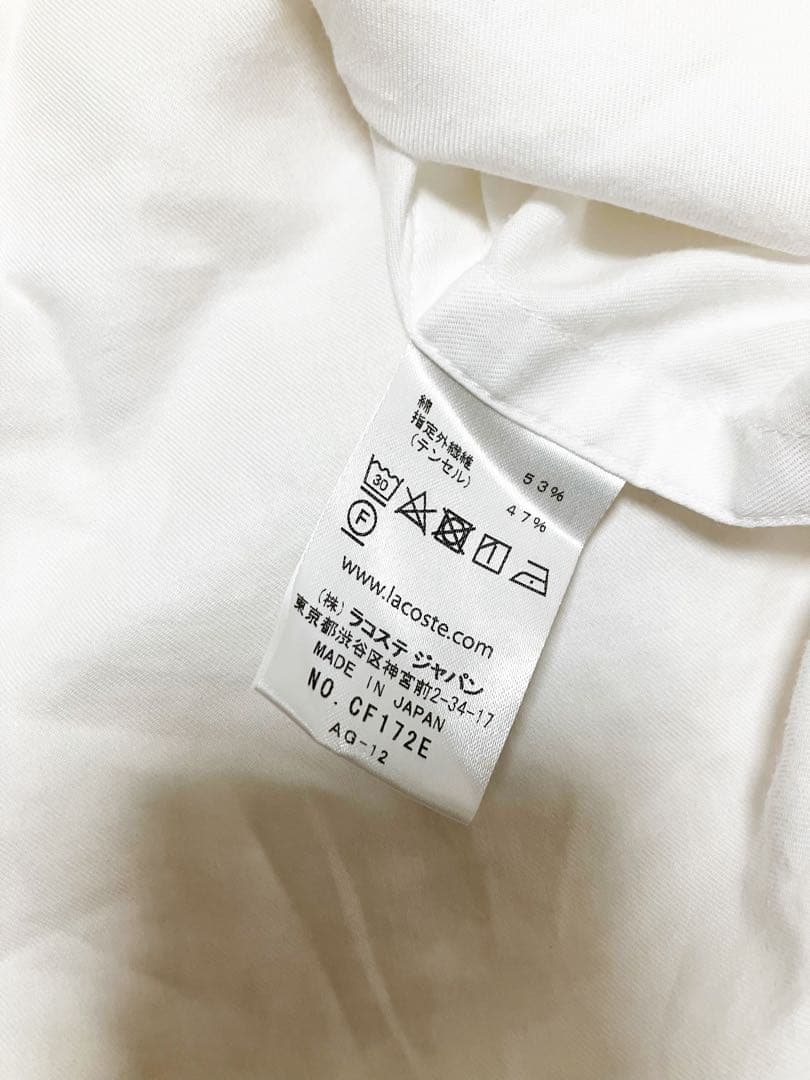 綿 53%
指定外繊維
(テンセル) 47%
30
F
www.lacoste.com
(株) ラコステ ジャパン
東京都渋谷区神宮前2-34-17
MADE IN JAPAN
NO. CF172E
AG-12